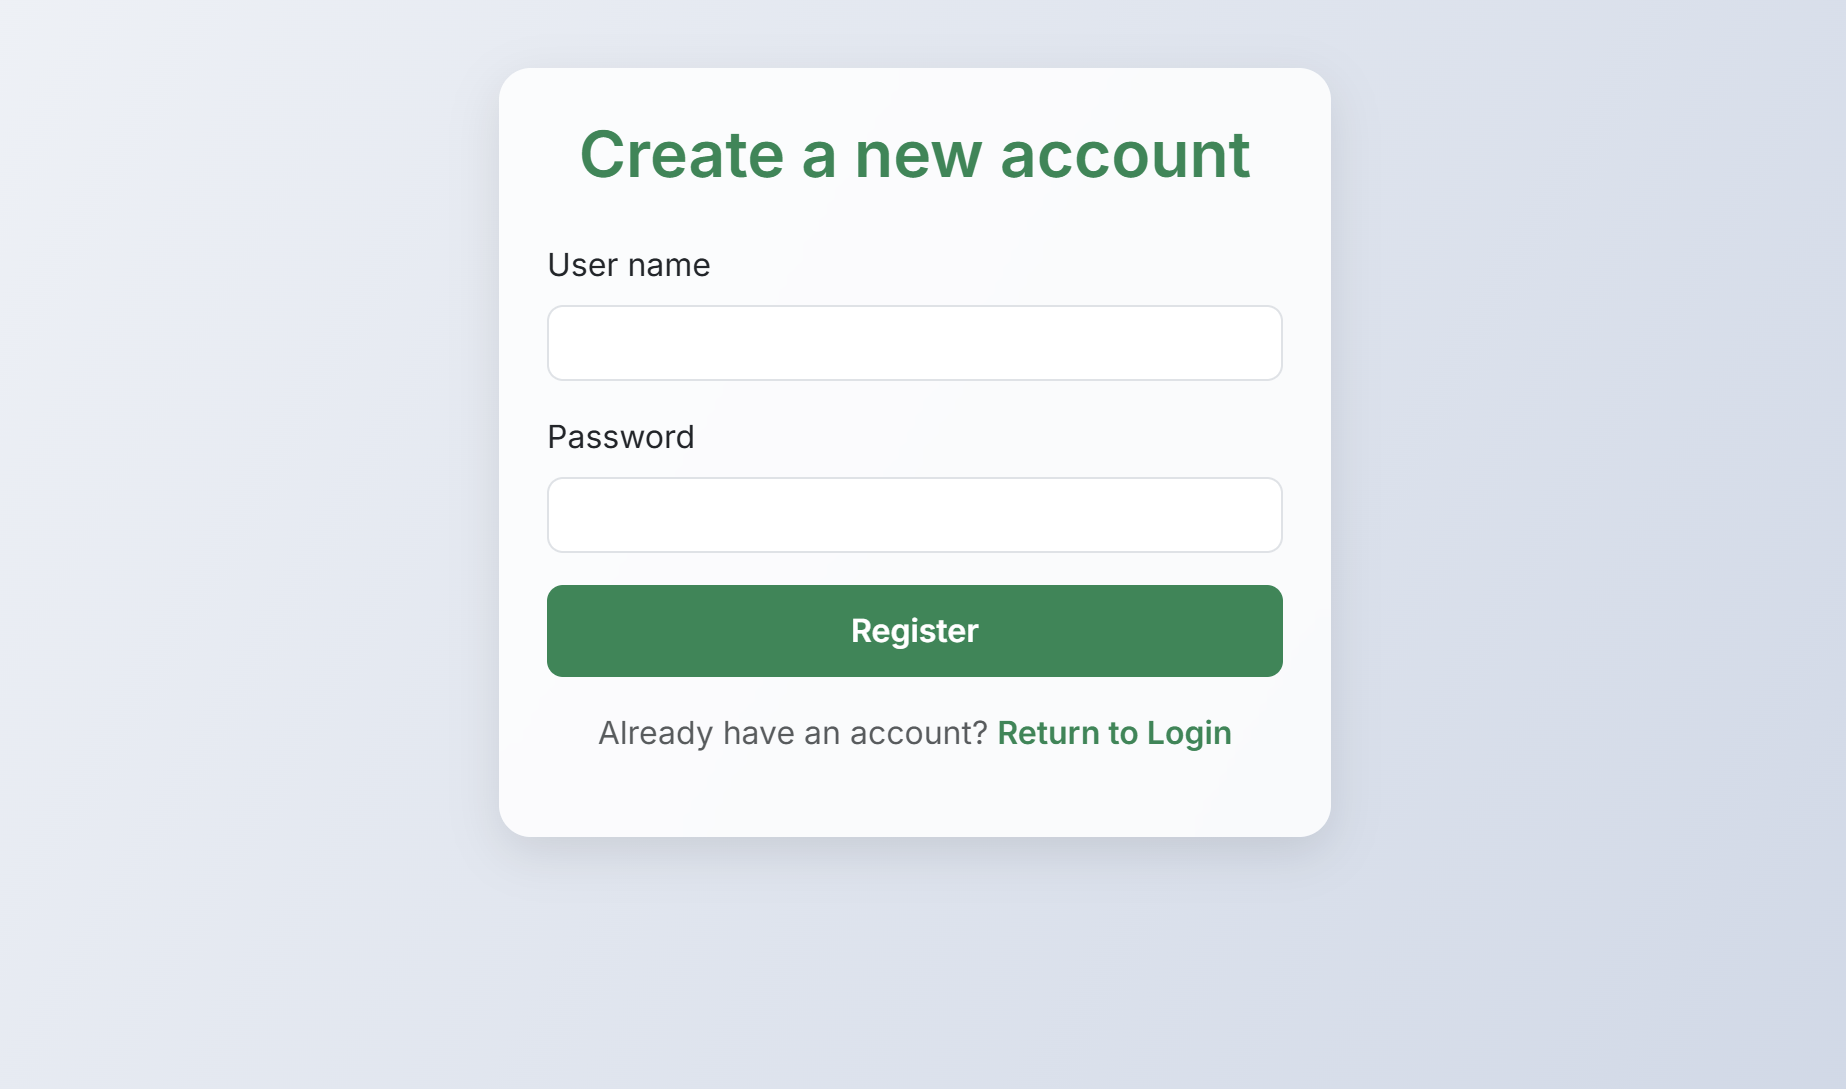 Create a new account
User name
Password
Register
Already have an account? Return to Login